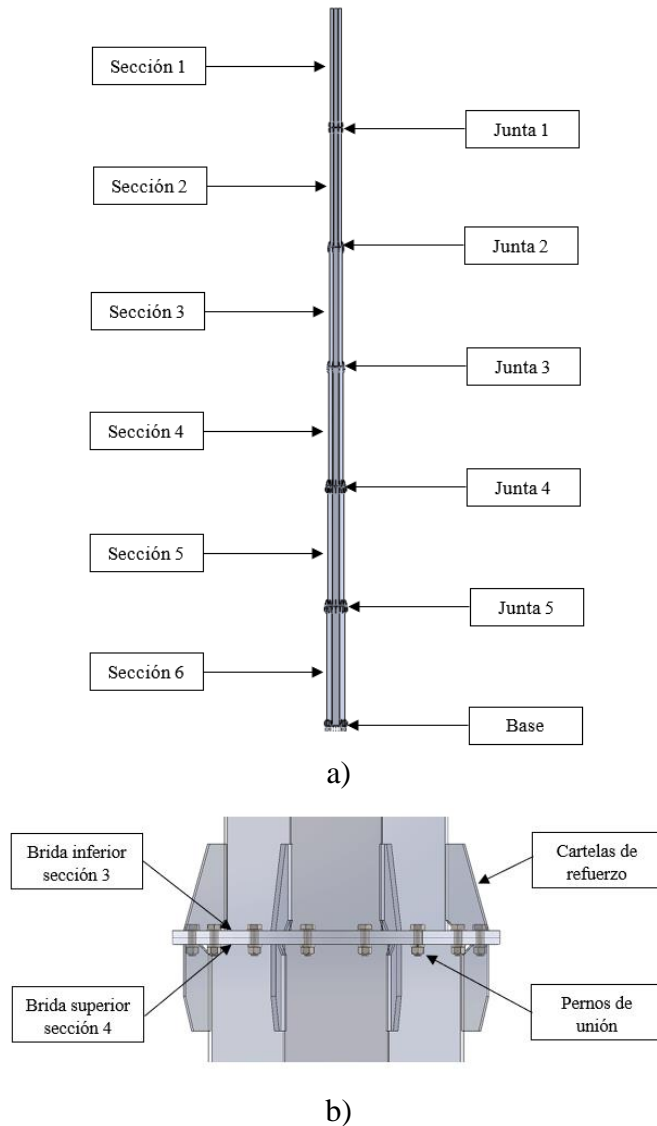 Sección 1
Junta 1
Sección 2
Junta 2
Sección 3
Junta 3
Sección 4
Junta 4
Sección 5
Junta 5
Sección 6
Base
a)
Brida inferior
sección 3
Cartelas de
refuerzo
Brida superior
sección 4
Pernos de
unión
b)